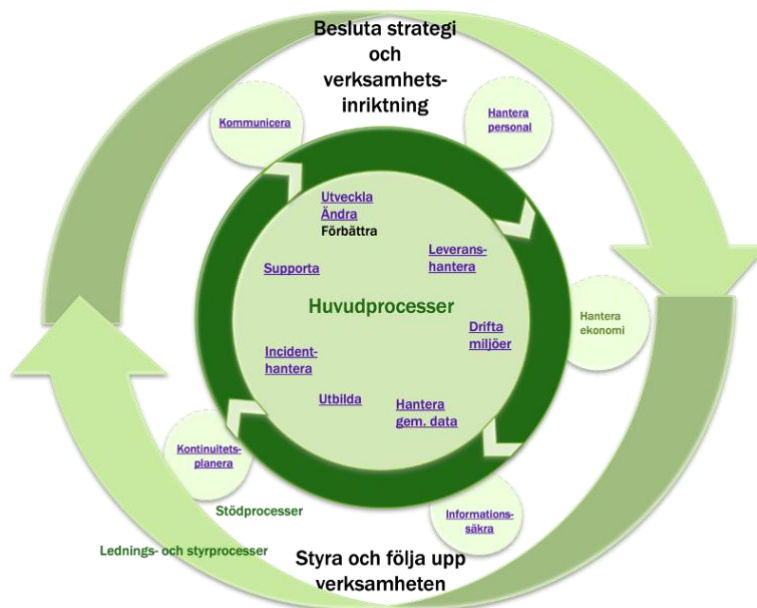 Besluta strategi
och
verksamhets-
inriktning
Kommunicera
Hantera
personal
Utveckla
Ändra
Förbättra
Leverans-
hantera
Supporta
Huvudprocesser
Hantera
ekonomi
Drifta
miljöer
Incident-
hantera
Utbilda
Hantera
gem. data
Kontinuitets-
planera
Stödprocesser
Informations-
säkra
Lednings- och styrprocesser
Styra och följa upp
verksamheten